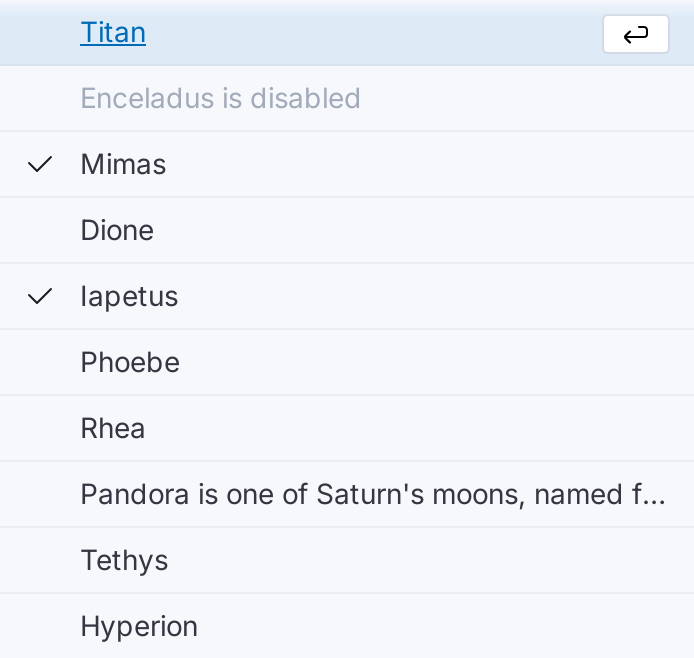 Titan
Enceladus is disabled
Mimas
Dione
Iapetus
Phoebe
Rhea
Pandora is one of Saturn's moons, named f...
Tethys
Hyperion